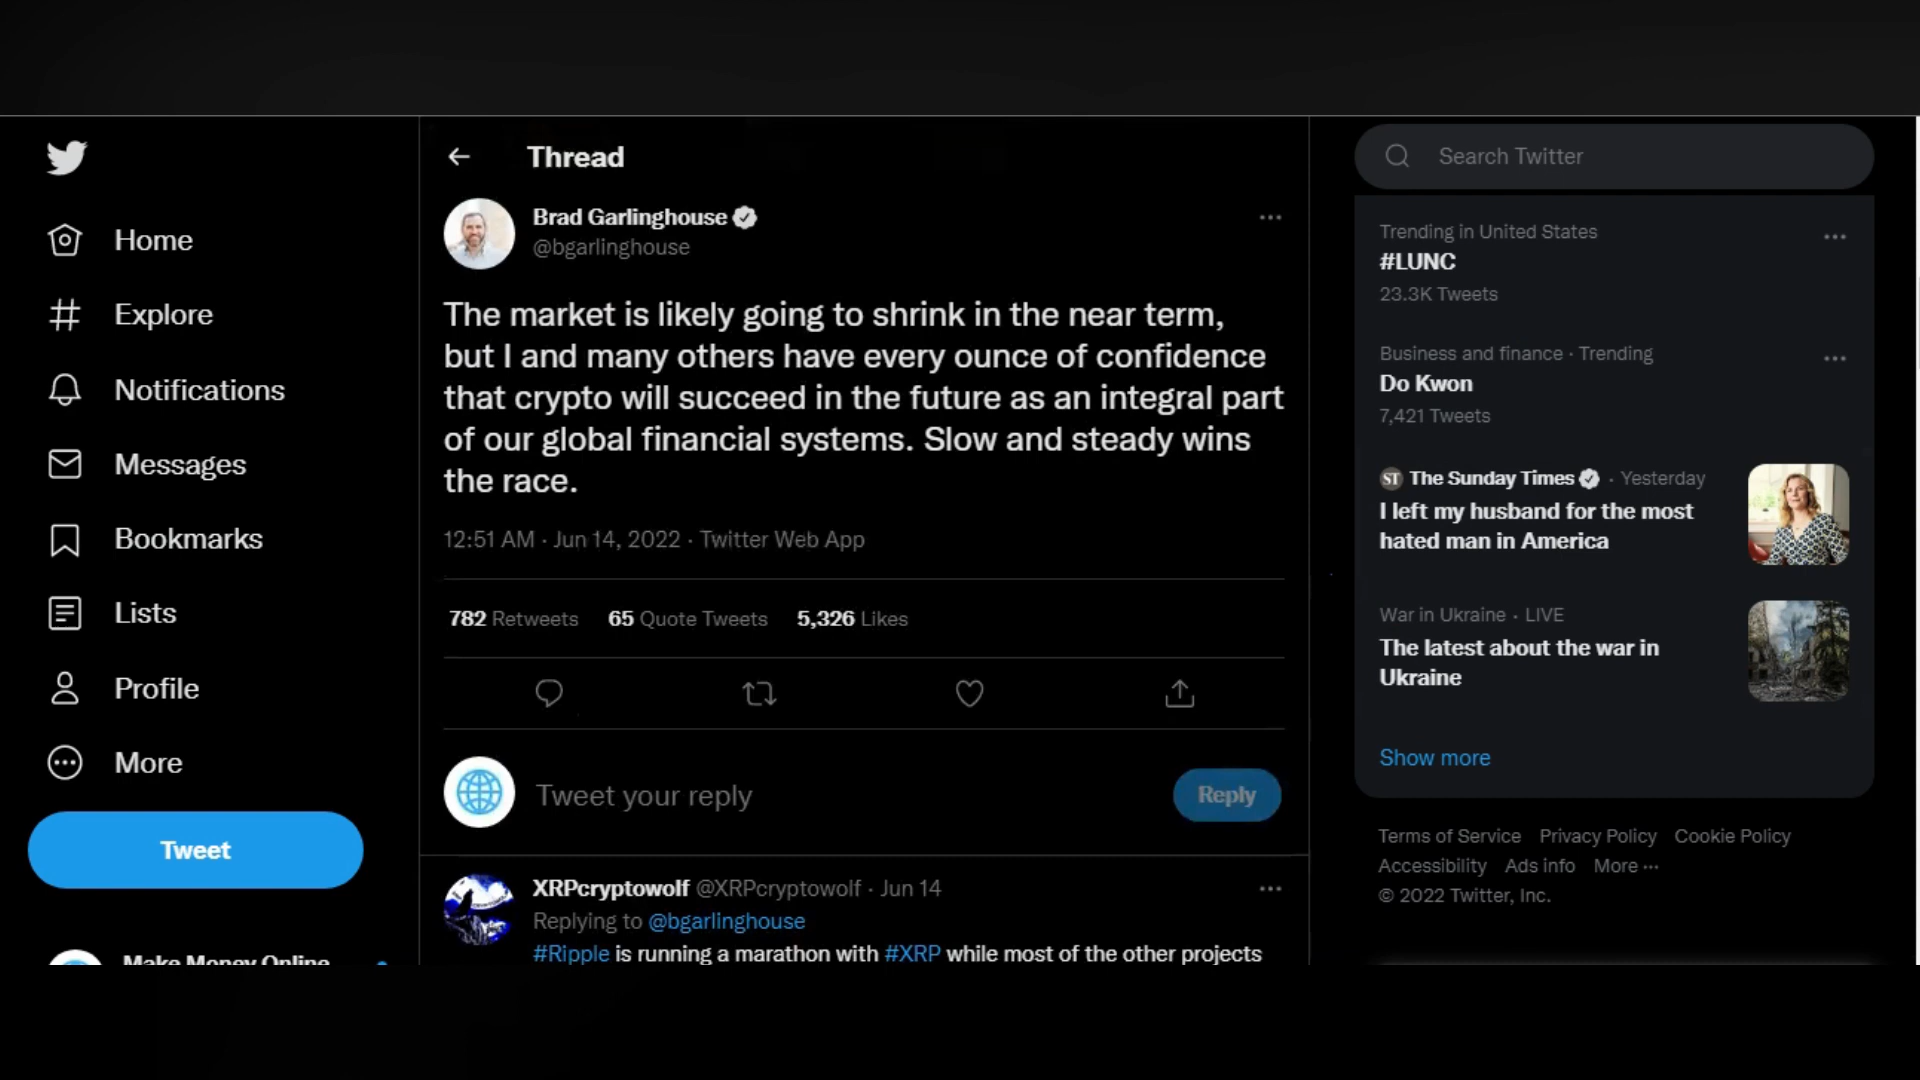 Home
Explore
Notifications
Messages
Bookmarks
Lists
Profile
More
Tweet
Make Money Online
Thread
Brad Garlinghouse
@bgarlinghouse
The market is likely going to shrink in the near term,
but I and many others have every ounce of confidence
that crypto will succeed in the future as an integral part
of our global financial systems. Slow and steady wins
the race.
12:51 AM · Jun 14, 2022 · Twitter Web App
782 Retweets 65 Quote Tweets 5,326 Likes
Tweet your reply
Reply
XRPcryptowolf @XRPcryptowolf · Jun 14
Replying to @bgarlinghouse
#Ripple is running a marathon with #XRP while most of the other projects
Search Twitter
Trending in United States
#LUNC
23.3K Tweets
Business and finance · Trending
Do Kwon
7,421 Tweets
ST The Sunday Times · Yesterday
I left my husband for the most
hated man in America
War in Ukraine · LIVE
The latest about the war in
Ukraine
Show more
Terms of Service Privacy Policy Cookie Policy
Accessibility Ads info More ···
© 2022 Twitter, Inc.